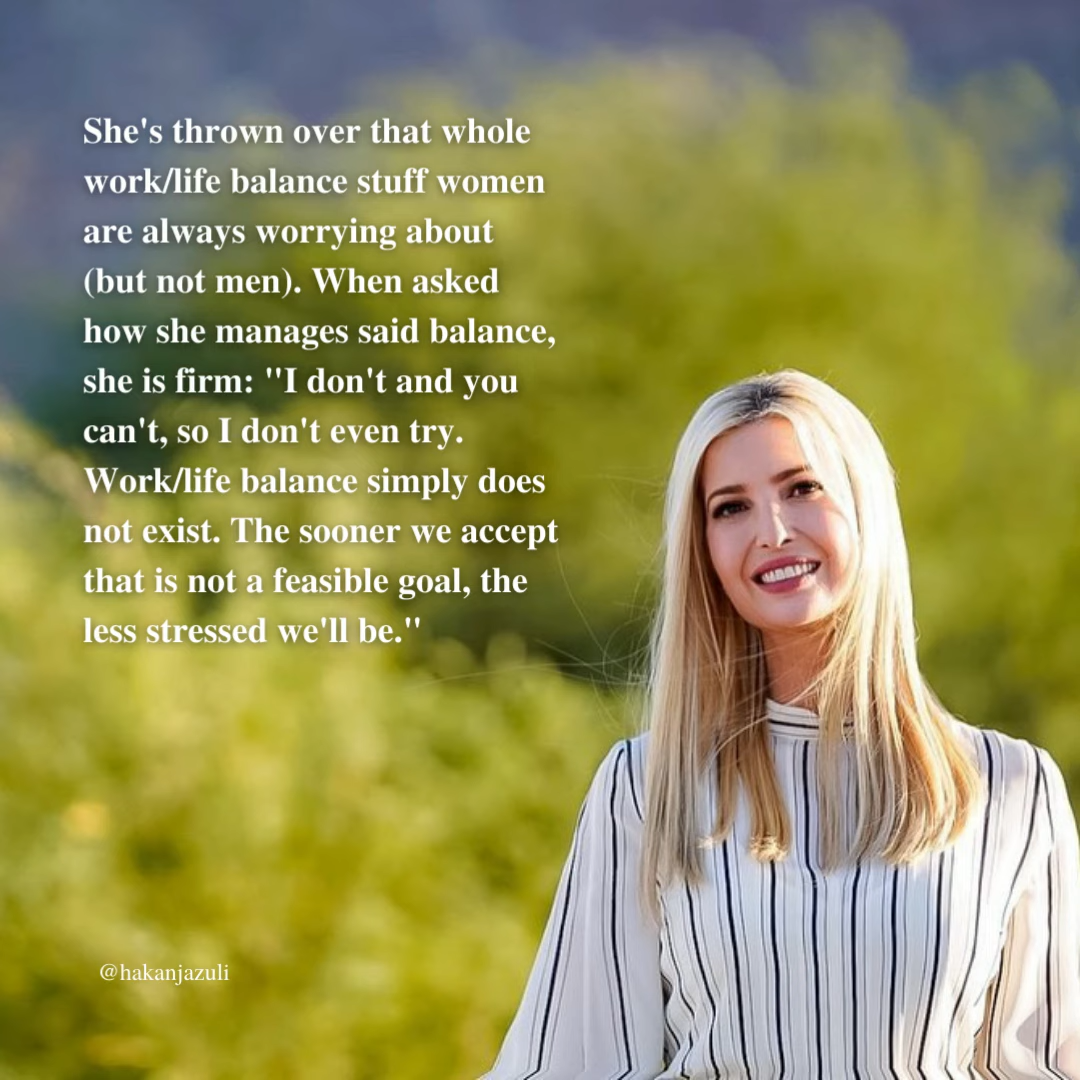 She's thrown over that whole
work/life balance stuff women
are always worrying about
(but not men). When asked
how she manages said balance,
she is firm: "I don't and you
can't, so I don't even try.
Work/life balance simply does
not exist. The sooner we accept
that is not a feasible goal, the
less stressed we'll be."
@hakanjazuli